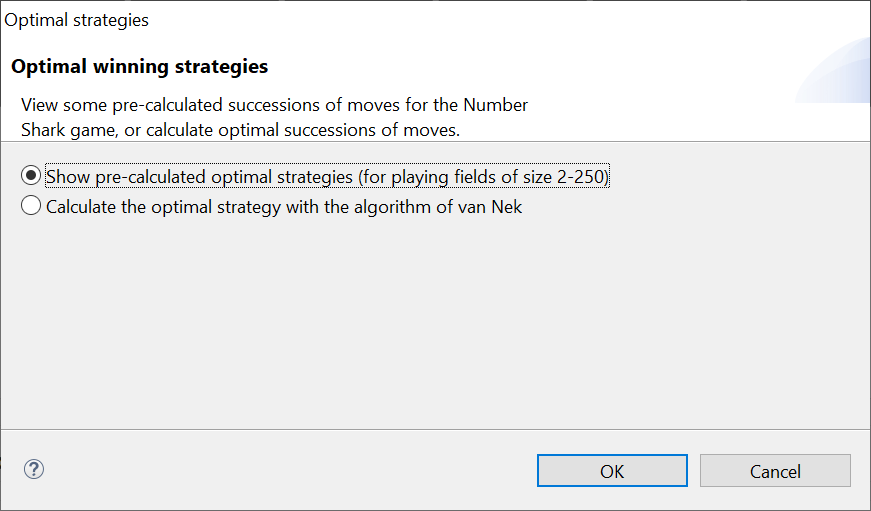 Optimal strategies
Optimal winning strategies
View some pre-calculated successions of moves for the Number
Shark game, or calculate optimal successions of moves.
Show pre-calculated optimal strategies (for playing fields of size 2-250)
Calculate the optimal strategy with the algorithm of van Nek
?
OK
Cancel